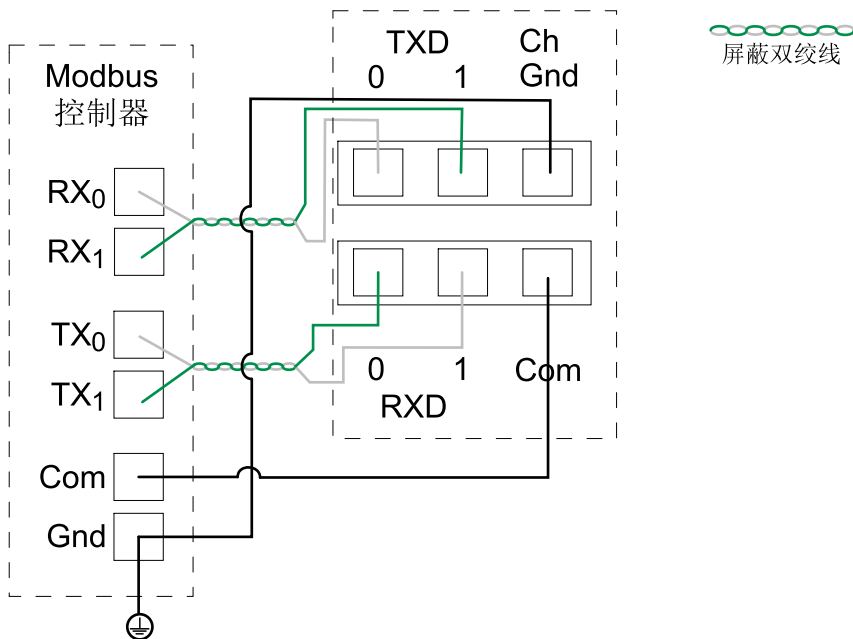 Modbus
控制器
RX0
RX1
TX0
TX1
Com
Gnd
TXD
0 1
Ch
Gnd
0 1
Com
RXD
屏蔽双绞线